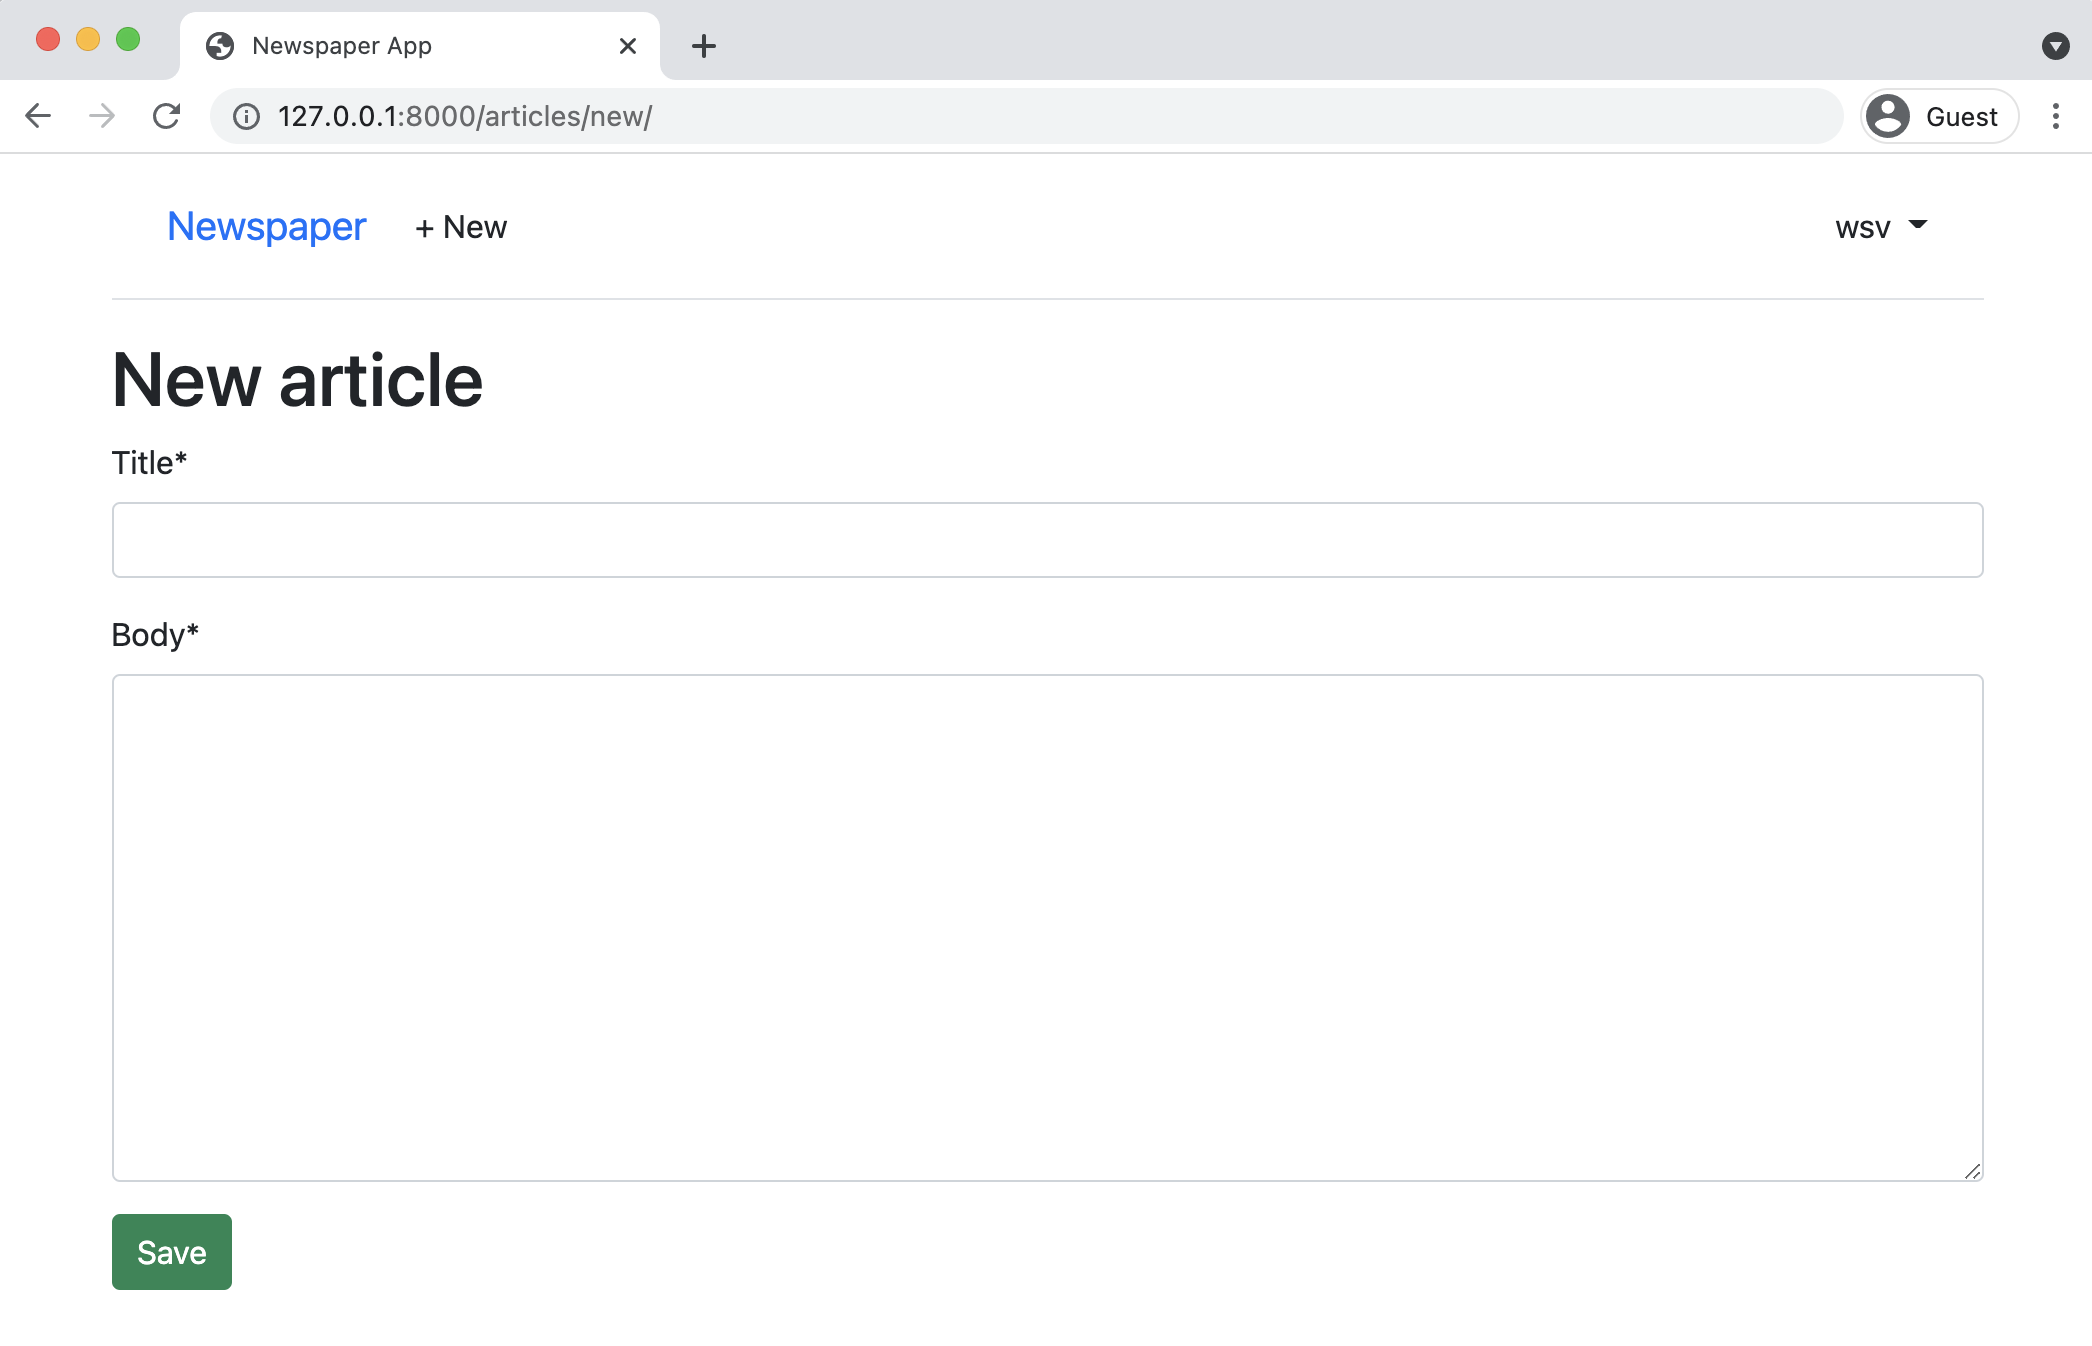 Newspaper App
127.0.0.1:8000/articles/new/
Guest
Newspaper
+ New
wsv
New article
Title*
Body*
Save